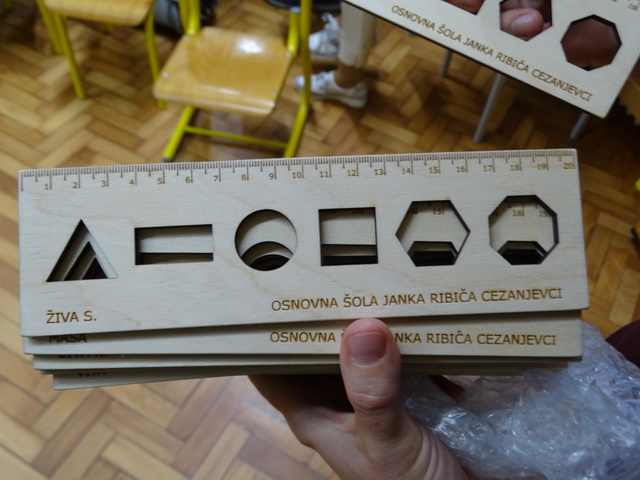 OSNOVNA ŠOLA JANKA RIBIČA CEZANJEVCI
1 2 3 4 5 6 7 8 9 10 11 12 13 14 15 16 17 18 19 20
ŽIVA S.
OSNOVNA ŠOLA JANKA RIBIČA CEZANJEVCI
MAŠA
OSNOVNA ŠOLA JANKA RIBIČA CEZANJEVCI